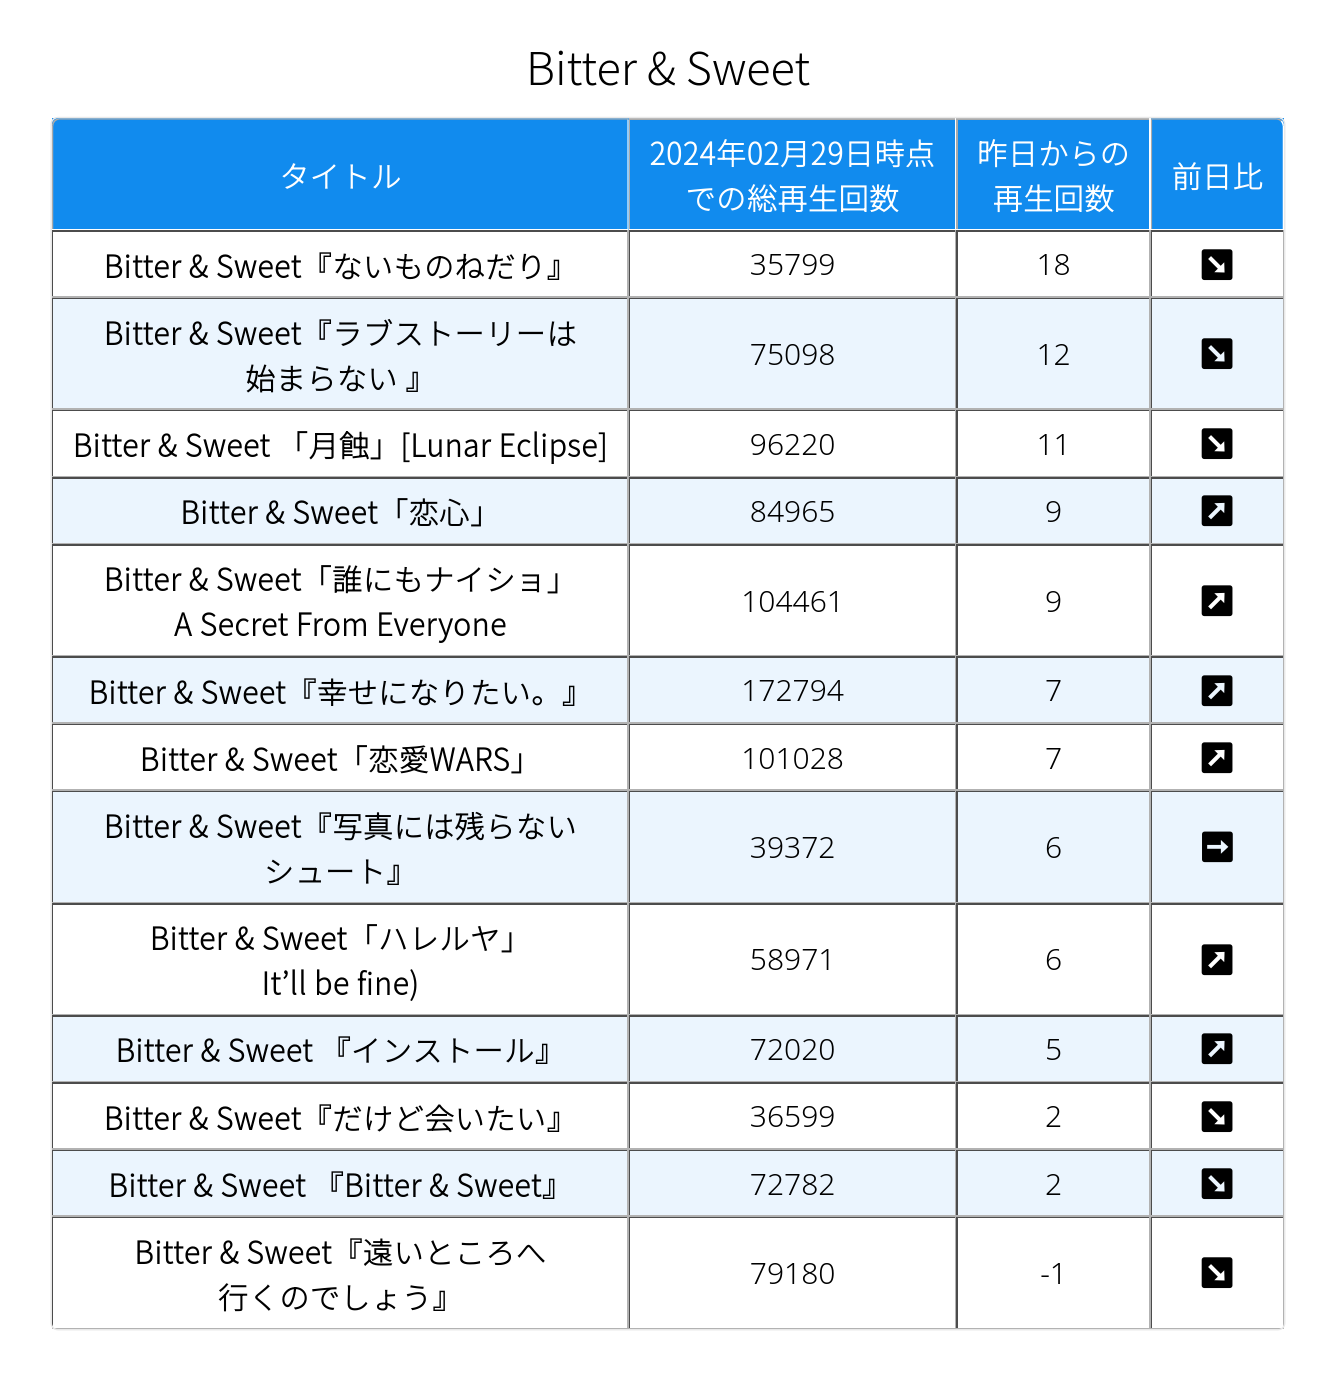 Bitter & Sweet
タイトル
2024年02月29日時点
での総再生回数
昨日からの
再生回数
前日比
Bitter & Sweet『ないものねだり』
35799
18
Bitter & Sweet『ラブストーリーは
始まらない 』
75098
12
Bitter & Sweet 「月蝕」[Lunar Eclipse]
96220
11
Bitter & Sweet「恋心」
84965
9
Bitter & Sweet「誰にもナイショ」
A Secret From Everyone
104461
9
Bitter & Sweet『幸せになりたい。』
172794
7
Bitter & Sweet「恋愛WARS」
101028
7
Bitter & Sweet『写真には残らない
シュート』
39372
6
Bitter & Sweet「ハレルヤ」
It’ll be fine)
58971
6
Bitter & Sweet 『インストール』
72020
5
Bitter & Sweet『だけど会いたい』
36599
2
Bitter & Sweet 『Bitter & Sweet』
72782
2
Bitter & Sweet『遠いところへ
行くのでしょう』
79180
-1